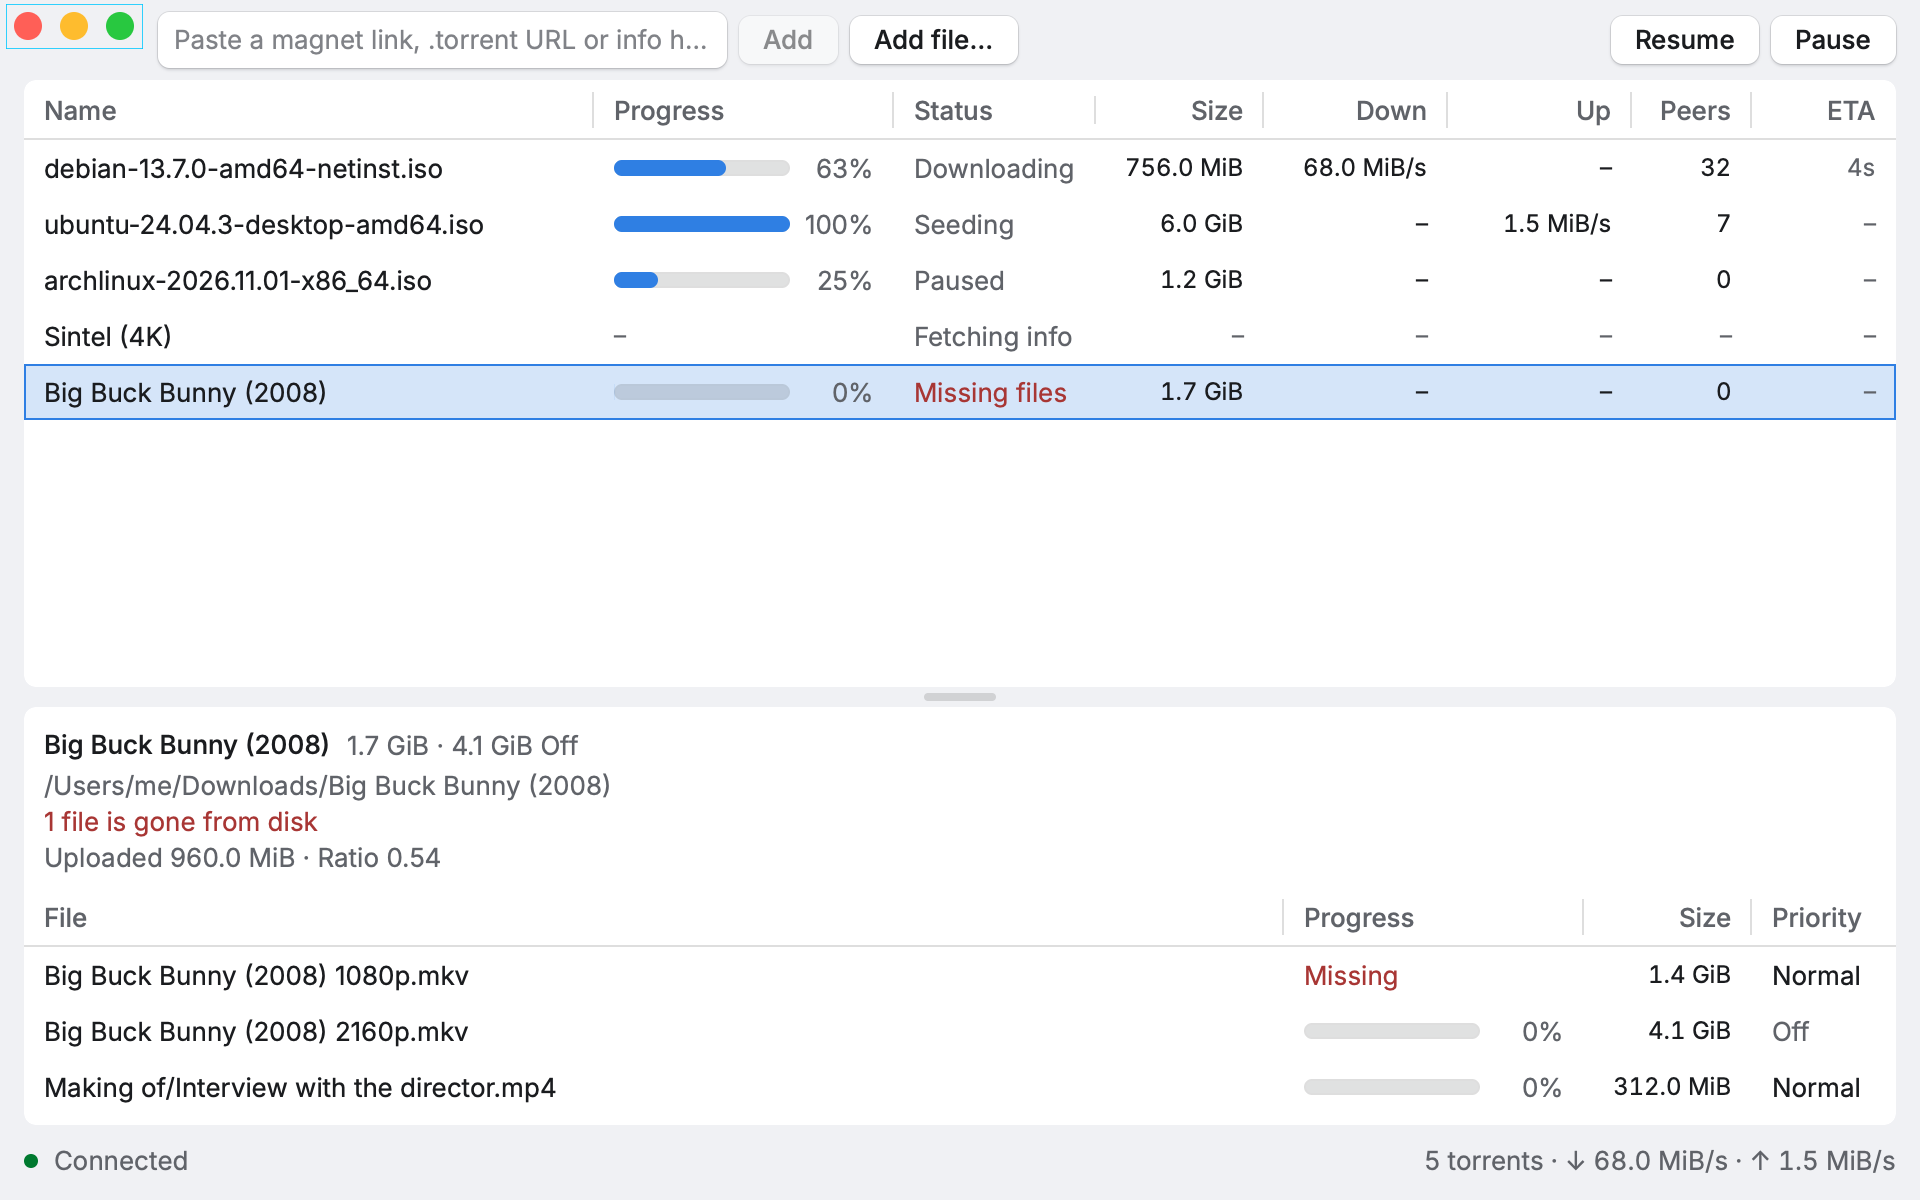 Paste a magnet link, .torrent URL or info h... Add Add file... Resume Pause
Name Progress Status Size Down Up Peers ETA
debian-13.7.0-amd64-netinst.iso 63% Downloading 756.0 MiB 68.0 MiB/s – 32 4s
ubuntu-24.04.3-desktop-amd64.iso 100% Seeding 6.0 GiB – 1.5 MiB/s 7 –
archlinux-2026.11.01-x86_64.iso 25% Paused 1.2 GiB – – 0 –
Sintel (4K) – Fetching info – – – – –
Big Buck Bunny (2008) 0% Missing files 1.7 GiB – – 0 –
Big Buck Bunny (2008) 1.7 GiB · 4.1 GiB Off
/Users/me/Downloads/Big Buck Bunny (2008)
1 file is gone from disk
Uploaded 960.0 MiB · Ratio 0.54
File Progress Size Priority
Big Buck Bunny (2008) 1080p.mkv Missing 1.4 GiB Normal
Big Buck Bunny (2008) 2160p.mkv 0% 4.1 GiB Off
Making of/Interview with the director.mp4 0% 312.0 MiB Normal
Connected 5 torrents · ↓ 68.0 MiB/s · ↑ 1.5 MiB/s